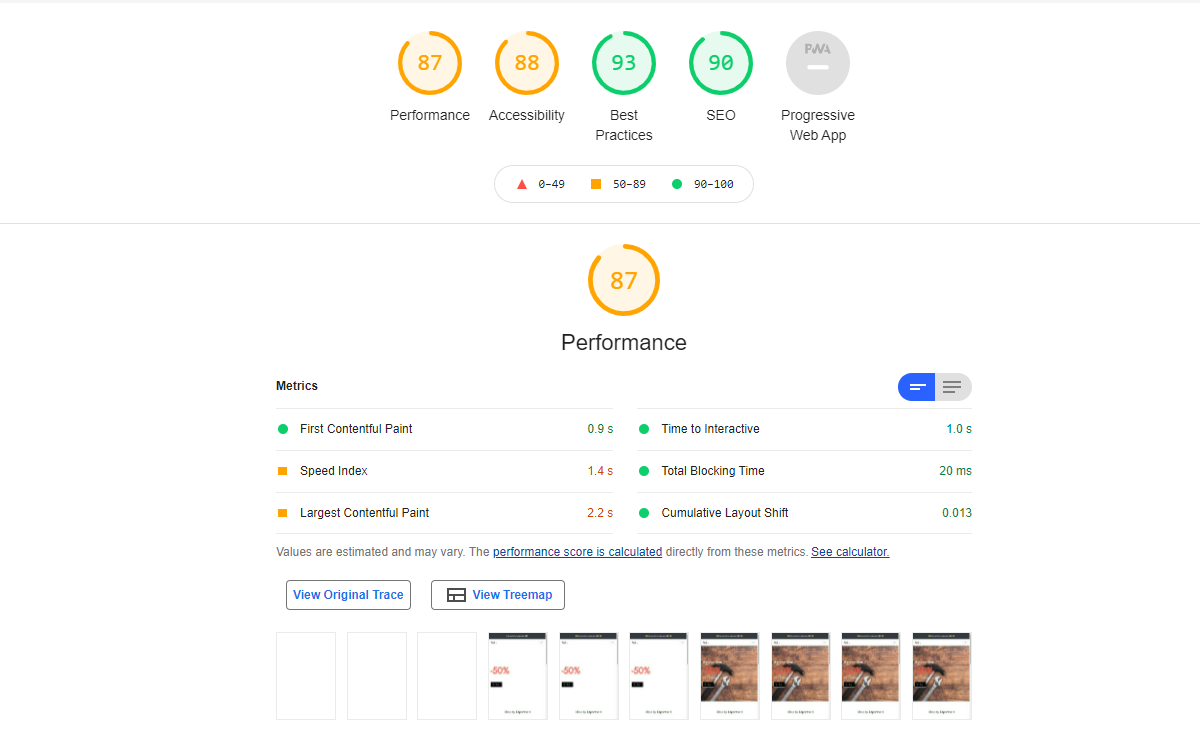 87 88 93 90 PWA
Performance Accessibility Best Practices SEO Progressive Web App
0–49 50–89 90–100
87
Performance
Metrics
First Contentful Paint 0.9 s
Time to Interactive 1.0 s
Speed Index 1.4 s
Total Blocking Time 20 ms
Largest Contentful Paint 2.2 s
Cumulative Layout Shift 0.013
Values are estimated and may vary. The performance score is calculated directly from these metrics. See calculator.
View Original Trace View Treemap
-50% -50% -50%